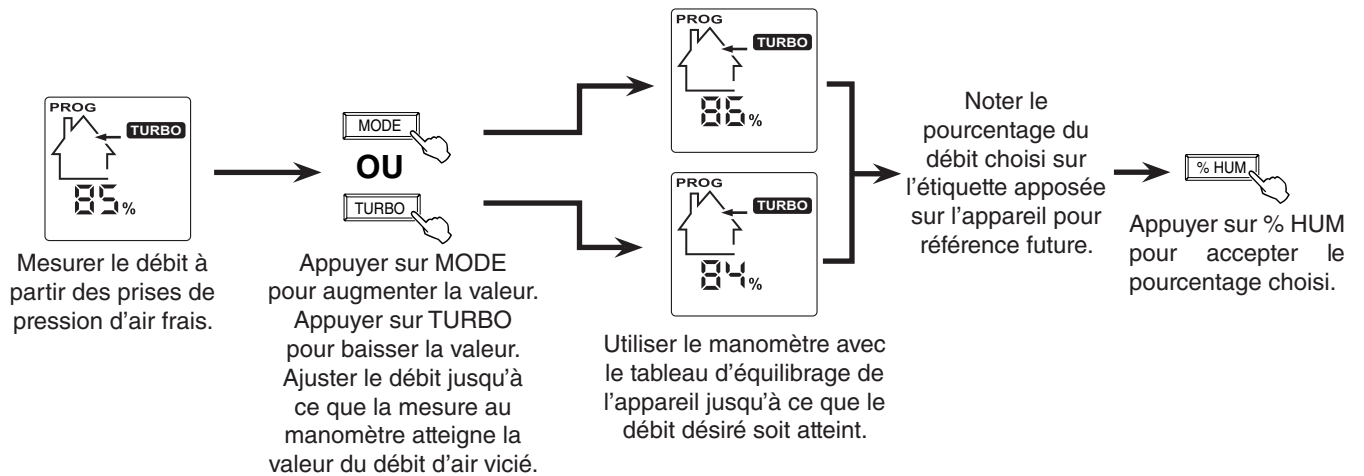 PROG
TURBO
85%
Mesurer le débit à
partir des prises de
pression d'air frais.
MODE
OU
TURBO
Appuyer sur MODE
pour augmenter la valeur.
Appuyer sur TURBO
pour baisser la valeur.
Ajuster le débit jusqu'à
ce que la mesure au
manomètre atteigne la
valeur du débit d'air vicié.
PROG
TURBO
86%
PROG
TURBO
84%
Utiliser le manomètre avec
le tableau d'équilibrage de
l'appareil jusqu'à ce que le
débit désiré soit atteint.
Noter le
pourcentage du
débit choisi sur
l'étiquette apposée
sur l'appareil pour
référence future.
% HUM
Appuyer sur % HUM
pour accepter le
pourcentage choisi.